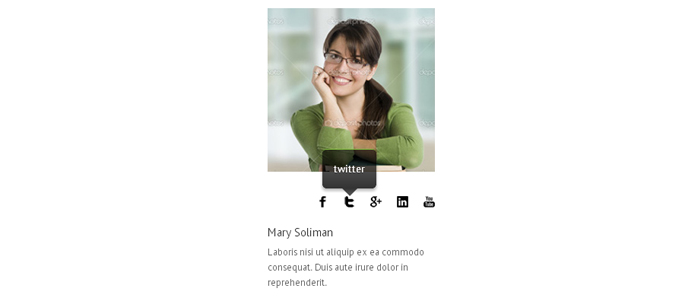 depositphotos
twitter
You
Tube
Mary Soliman
Laboris nisi ut aliquip ex ea commodo
consequat. Duis aute irure dolor in
reprehenderit.